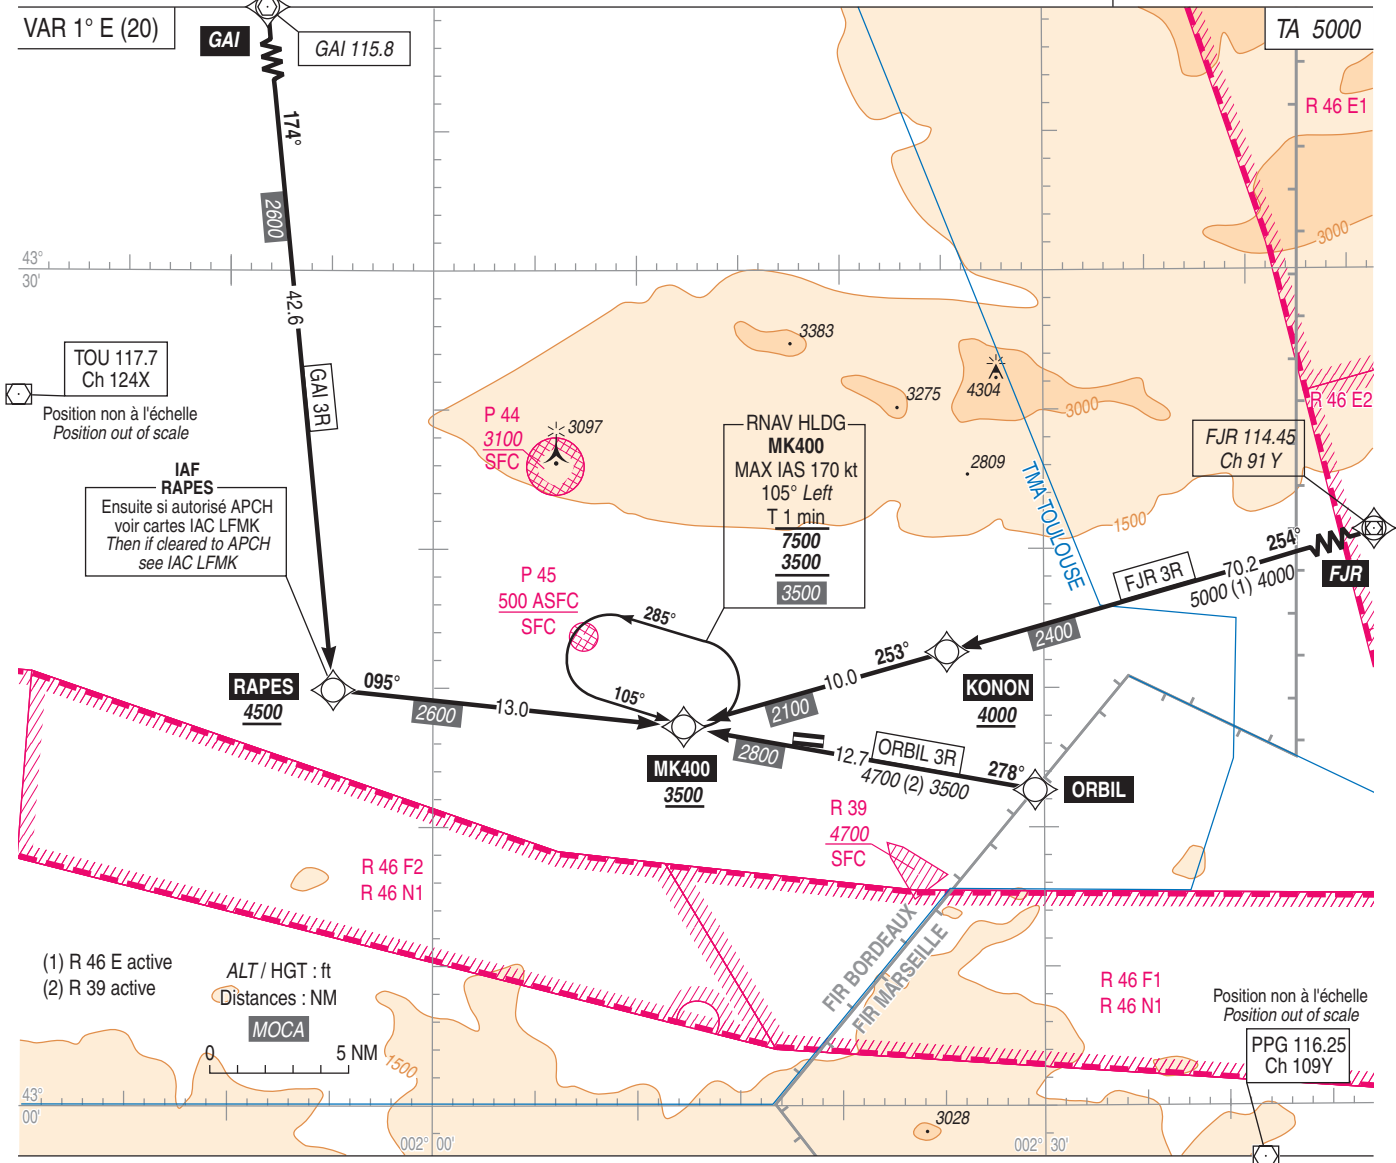 VAR 1° E (20)
GAI
GAI 115.8
TA 5000
R 46 E1
174°
2600
3000
43°
30'
42.6
3383
TOU 117.7
Ch 124X
Position non à l'échelle
Position out of scale
GAI 3R
3275
4304
3000
R 46 E2
P 44
3100
SFC
3097
RNAV HLDG
MK400
MAX IAS 170 kt
105° Left
T 1 min
7500
3500
3500
2809
FJR 114.45
Ch 91 Y
IAF
RAPES
Ensuite si autorisé APCH
voir cartes IAC LFMK
Then if cleared to APCH
see IAC LFMK
TMA TOULOUSE
1500
254°
FJR
70.2
5000 (1) 4000
FJR 3R
2400
P 45
500 ASFC
SFC
285°
105°
253°
10.0
2100
KONON
4000
RAPES
4500
095°
2600
13.0
MK400
3500
2800
12.7
ORBIL 3R
4700 (2) 3500
278°
ORBIL
R 39
4700
SFC
R 46 F2
R 46 N1
FIR BORDEAUX
FIR MARSEILLE
R 46 F1
R 46 N1
(1) R 46 E active
(2) R 39 active
ALT / HGT : ft
Distances : NM
MOCA
0 5 NM
1500
Position non à l'échelle
Position out of scale
PPG 116.25
Ch 109Y
43°
00'
002° 00'
3028
002° 30'